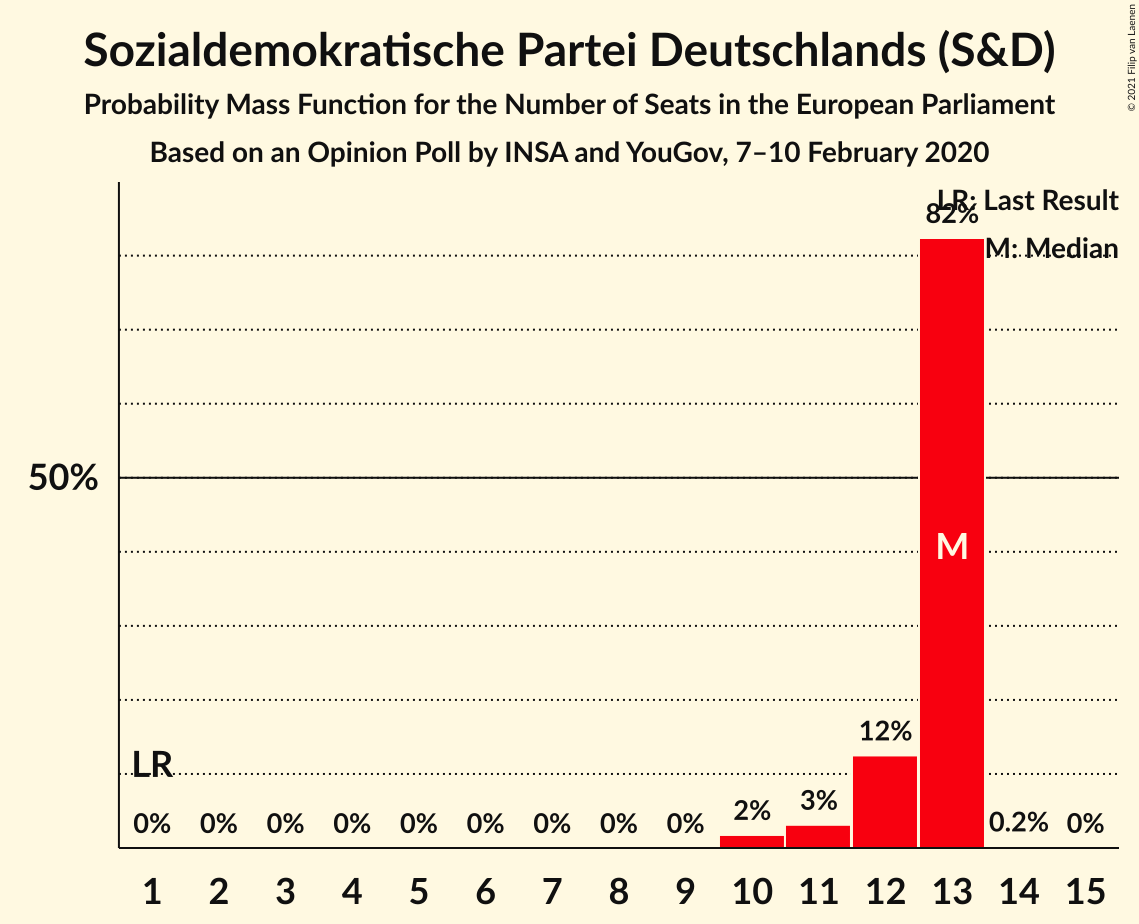 Sozialdemokratische Partei Deutschlands (S&D)
Probability Mass Function for the Number of Seats in the European Parliament
Based on an Opinion Poll by INSA and YouGov, 7–10 February 2020
© 2021 Filip van Laenen
LR: Last Result
M: Median
82%
50%
M
LR
12%
3%
2%
0% 0% 0% 0% 0% 0% 0% 0% 0% 0.2% 0%
1 2 3 4 5 6 7 8 9 10 11 12 13 14 15